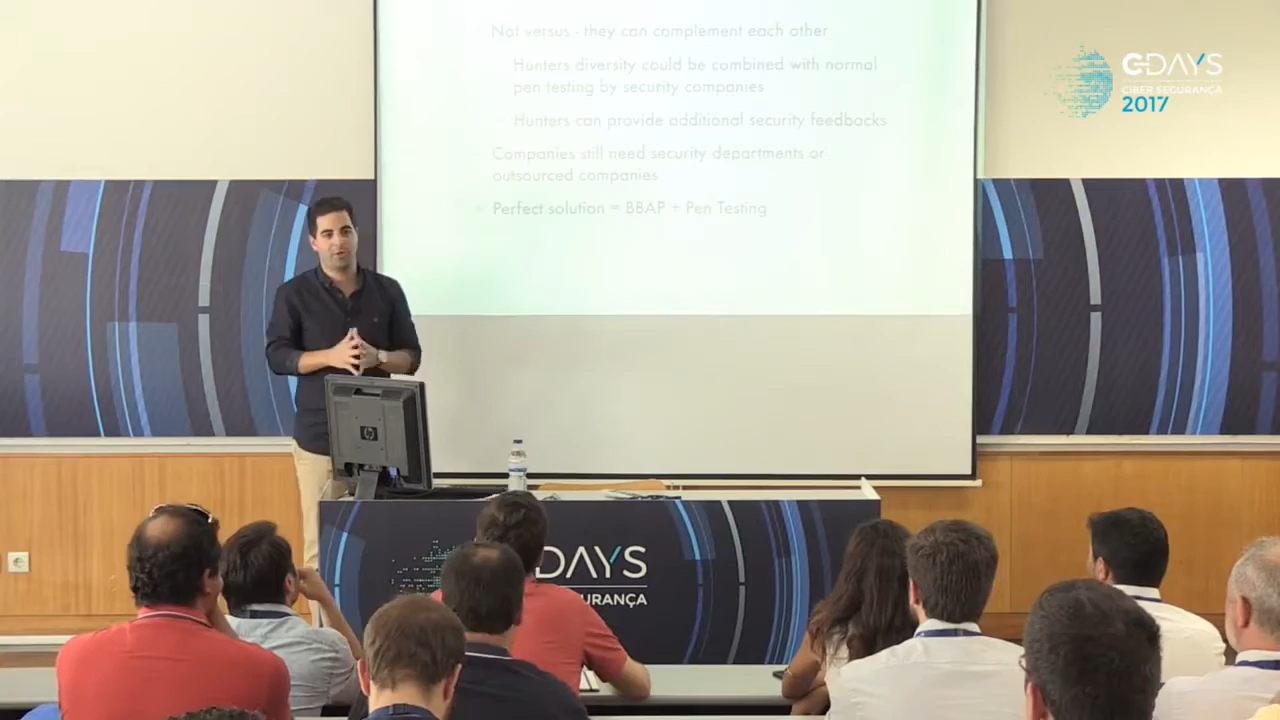 Not versus - they can complement each other
Hunters diversity could be combined with normal
pen testing by security companies
Hunters can provide additional security feedbacks
Companies still need security departments or
outsourced companies
Perfect solution = BBAP + Pen Testing
G-DAYS
CIBER SEGURANÇA
2017
hp
DAYS
URANÇA